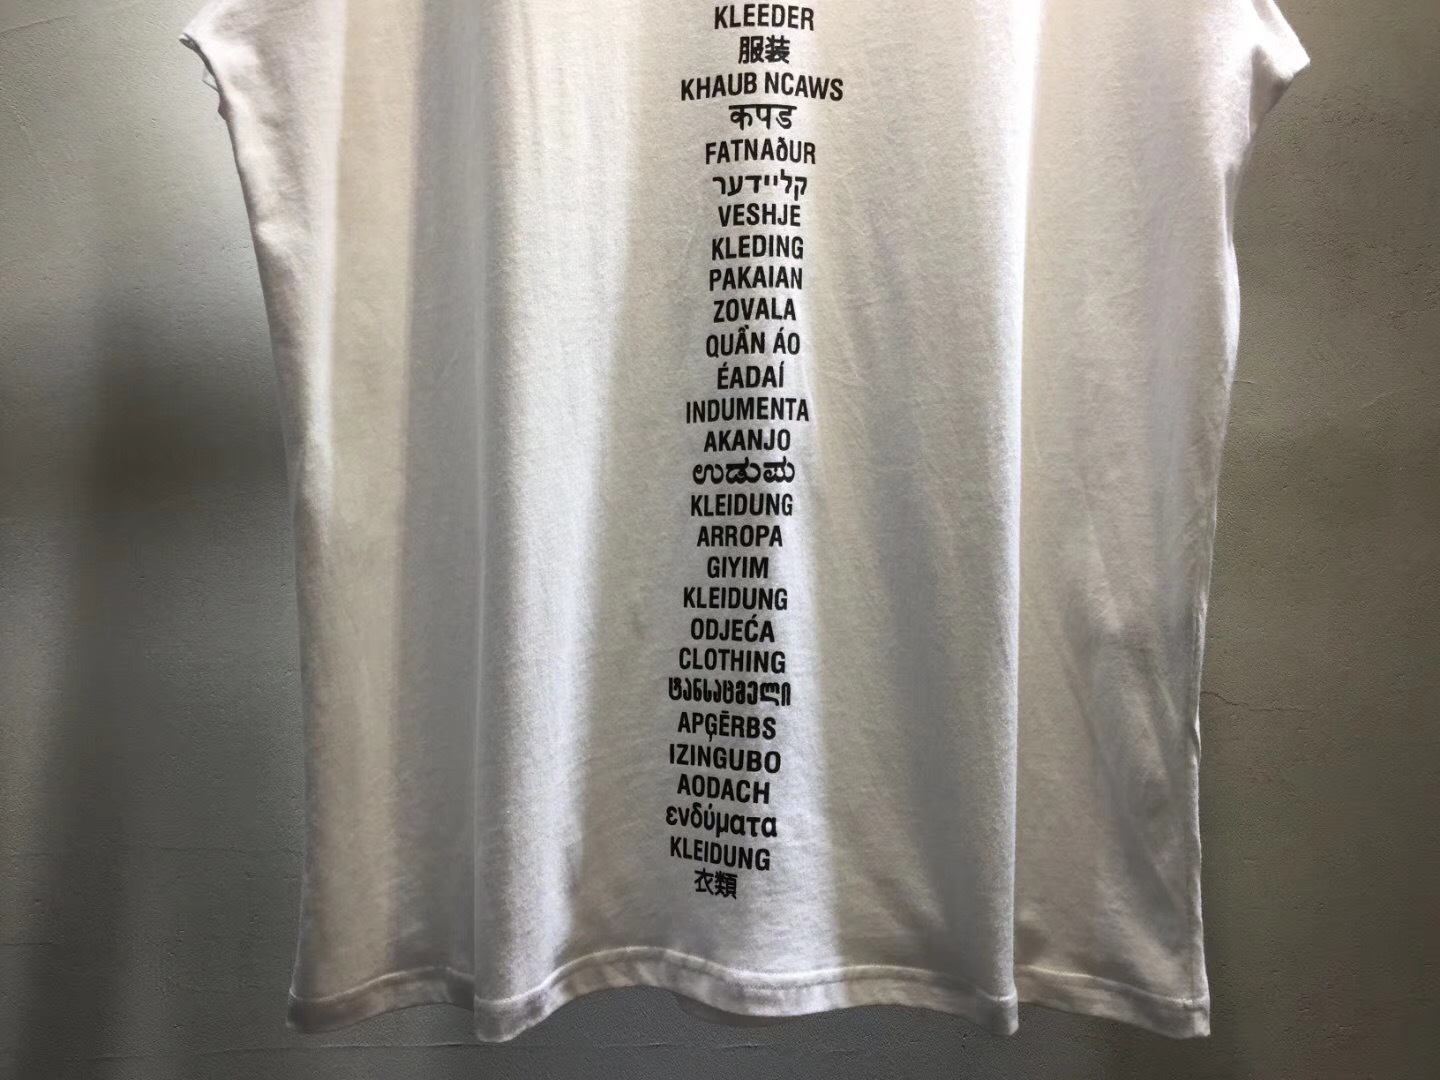 KLEEDER
服装
KHAUB NCAWS
कपड
FATNAðUR
קליידער
VESHJE
KLEDING
PAKAIAN
ZOVALA
QUẦN ÁO
ÉADAÍ
INDUMENTA
AKANJO
ಉಡುಪು
KLEIDUNG
ARROPA
GIYIM
KLEIDUNG
ODJEĆA
CLOTHING
ტანსაცმელი
APĢĒRBS
IZINGUBO
AODACH
ενδύματα
KLEIDUNG
衣類